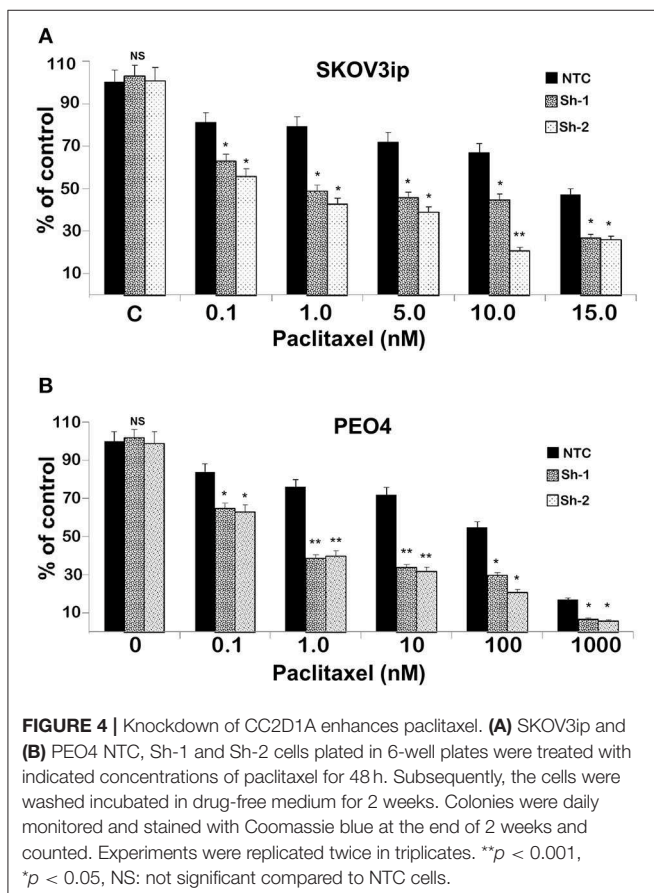 A
SKOV3ip
NTC
Sh-1
Sh-2
% of control
110
90
70
50
30
10
NS
* *
* *
* *
* **
* *
C 0.1 1.0 5.0 10.0 15.0
Paclitaxel (nM)
B
PEO4
NTC
Sh-1
Sh-2
% of control
110
90
70
50
30
10
NS
* *
** **
** **
* *
* *
0 0.1 1.0 10 100 1000
Paclitaxel (nM)
FIGURE 4 | Knockdown of CC2D1A enhances paclitaxel. (A) SKOV3ip and
(B) PEO4 NTC, Sh-1 and Sh-2 cells plated in 6-well plates were treated with
indicated concentrations of paclitaxel for 48 h. Subsequently, the cells were
washed incubated in drug-free medium for 2 weeks. Colonies were daily
monitored and stained with Coomassie blue at the end of 2 weeks and
counted. Experiments were replicated twice in triplicates. **p < 0.001,
*p < 0.05, NS: not significant compared to NTC cells.